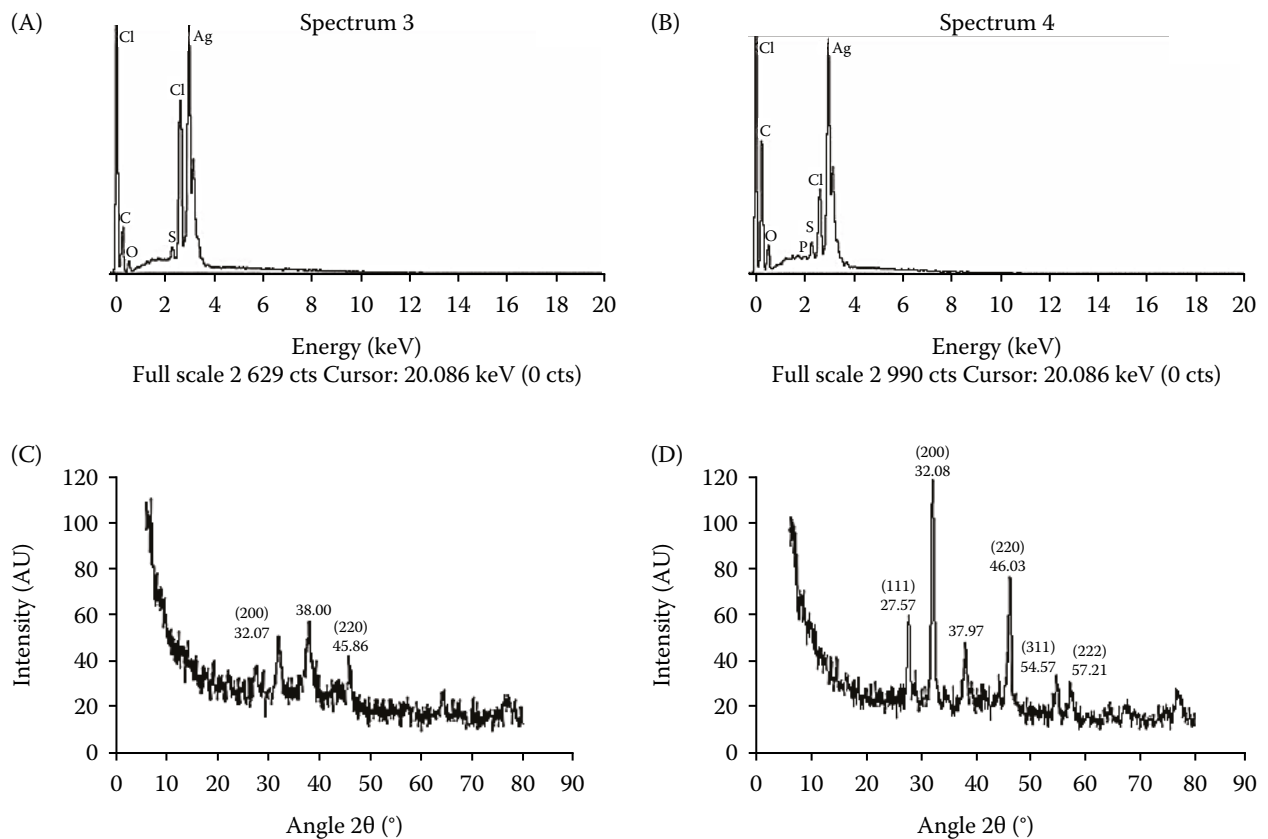 (A)
Spectrum 3
Cl
Ag
Cl
C
O
S
0 2 4 6 8 10 12 14 16 18 20
Energy (keV)
Full scale 2 629 cts Cursor: 20.086 keV (0 cts)
(B)
Spectrum 4
Cl
Ag
C
Cl
O
P
S
0 2 4 6 8 10 12 14 16 18 20
Energy (keV)
Full scale 2 990 cts Cursor: 20.086 keV (0 cts)
(C)
Intensity (AU)
120
100
80
60
40
20
0
(200)
32.07
38.00
(220)
45.86
0 10 20 30 40 50 60 70 80 90
Angle 2θ (°)
(D)
Intensity (AU)
120
100
80
60
40
20
0
(111)
27.57
(200)
32.08
37.97
(220)
46.03
(311)
54.57
(222)
57.21
0 10 20 30 40 50 60 70 80 90
Angle 2θ (°)